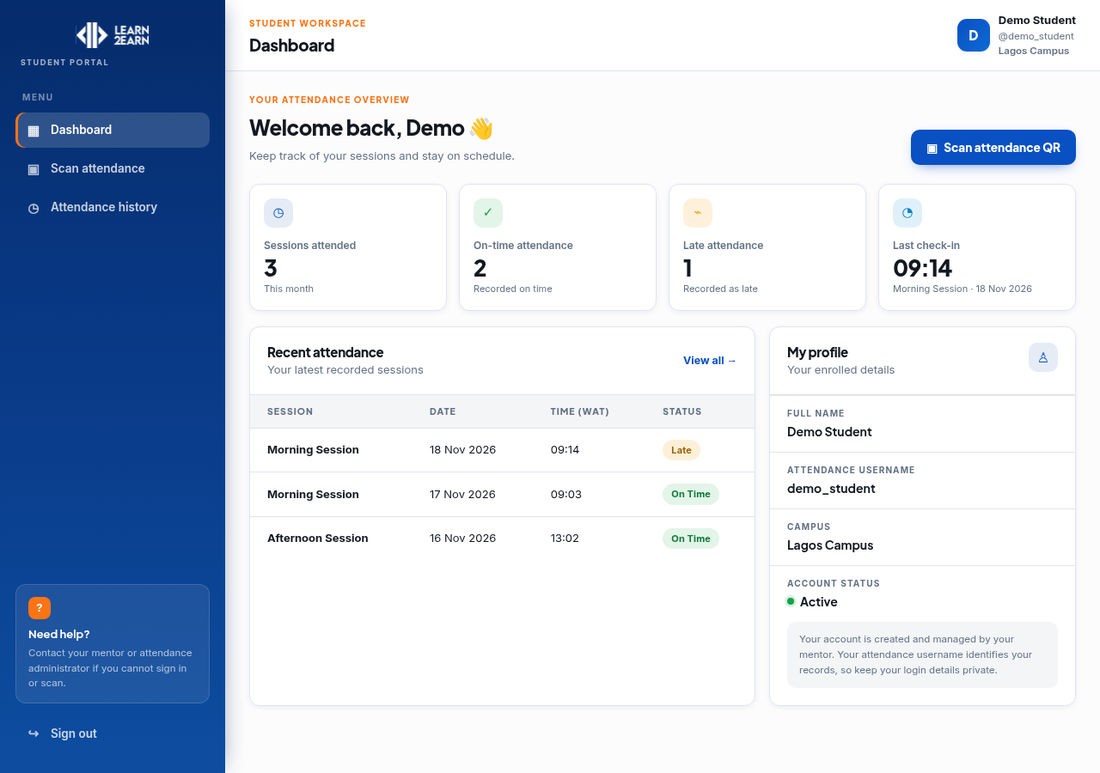 LEARN
2EARN
STUDENT PORTAL
MENU
Dashboard
Scan attendance
Attendance history
?
Need help?
Contact your mentor or attendance
administrator if you cannot sign in
or scan.
Sign out
STUDENT WORKSPACE
Dashboard
D
Demo Student
@demo_student
Lagos Campus
YOUR ATTENDANCE OVERVIEW
Welcome back, Demo 👋
Keep track of your sessions and stay on schedule.
Scan attendance QR
Sessions attended
3
This month
On-time attendance
2
Recorded on time
Late attendance
1
Recorded as late
Last check-in
09:14
Morning Session · 18 Nov 2026
Recent attendance
Your latest recorded sessions
View all →
SESSION DATE TIME (WAT) STATUS
Morning Session 18 Nov 2026 09:14 Late
Morning Session 17 Nov 2026 09:03 On Time
Afternoon Session 16 Nov 2026 13:02 On Time
My profile
Your enrolled details
FULL NAME
Demo Student
ATTENDANCE USERNAME
demo_student
CAMPUS
Lagos Campus
ACCOUNT STATUS
Active
Your account is created and managed by your
mentor. Your attendance username identifies your
records, so keep your login details private.